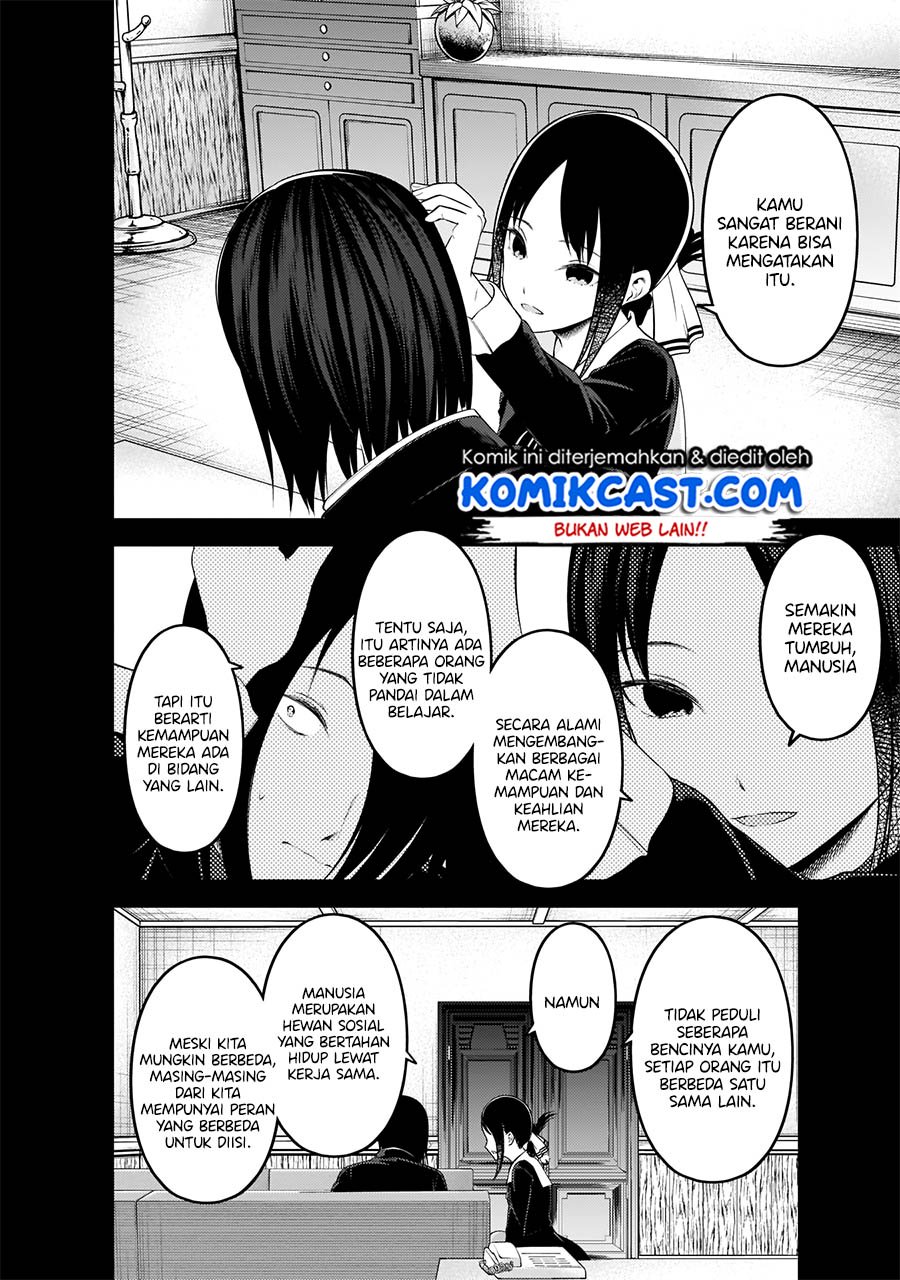 KAMU
SANGAT BERANI
KARENA BISA
MENGATAKAN
ITU.
Komik ini diterjemahkan & diedit oleh
KOMIKCAST.COM
BUKAN WEB LAIN!!
SEMAKIN
MEREKA
TUMBUH,
MANUSIA
SECARA ALAMI
MENGEMBANG-
KAN BERBAGAI
MACAM KE-
MAMPUAN DAN
KEAHLIAN
MEREKA.
TENTU SAJA,
ITU ARTINYA ADA
BEBERAPA ORANG
YANG TIDAK
PANDAI DALAM
BELAJAR.
TAPI ITU
BERARTI
KEMAMPUAN
MEREKA ADA
DI BIDANG
YANG LAIN.
TIDAK PEDULI
SEBERAPA
BENCINYA KAMU,
SETIAP ORANG ITU
BERBEDA SATU
SAMA LAIN.
NAMUN
MANUSIA
MERUPAKAN
HEWAN SOSIAL
YANG BERTAHAN
HIDUP LEWAT
KERJA SAMA.
MESKI KITA
MUNGKIN BERBEDA,
MASING-MASING
DARI KITA
MEMPUNYAI PERAN
YANG BERBEDA
UNTUK DIISI.